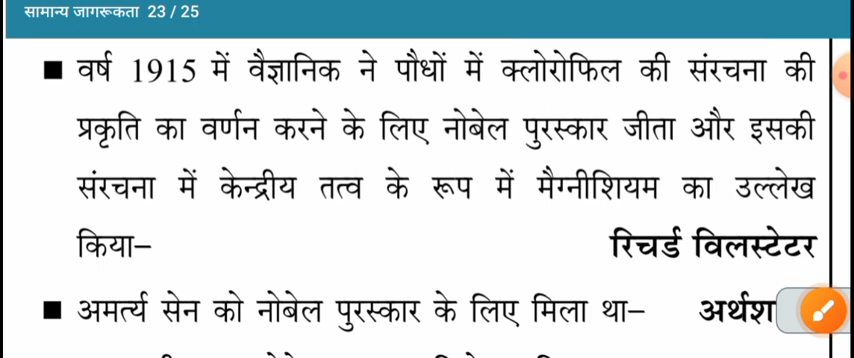 सामान्य जागरूकता 23 / 25
■ वर्ष 1915 में वैज्ञानिक ने पौधों में क्लोरोफिल की संरचना की
प्रकृति का वर्णन करने के लिए नोबेल पुरस्कार जीता और इसकी
संरचना में केन्द्रीय तत्व के रूप में मैग्नीशियम का उल्लेख
किया– रिचर्ड विलस्टेटर
■ अमर्त्य सेन को नोबेल पुरस्कार के लिए मिला था–